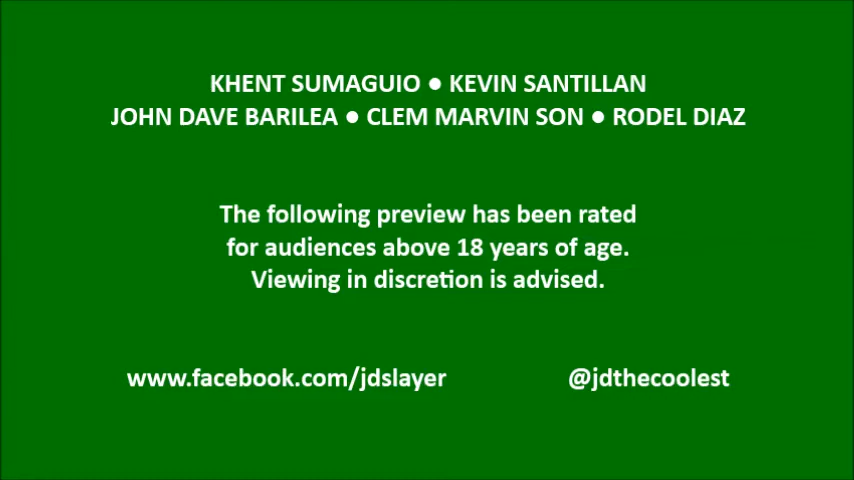 KHENT SUMAGUIO ● KEVIN SANTILLAN
JOHN DAVE BARILEA ● CLEM MARVIN SON ● RODEL DIAZ
The following preview has been rated
for audiences above 18 years of age.
Viewing in discretion is advised.
www.facebook.com/jdslayer @jdthecoolest